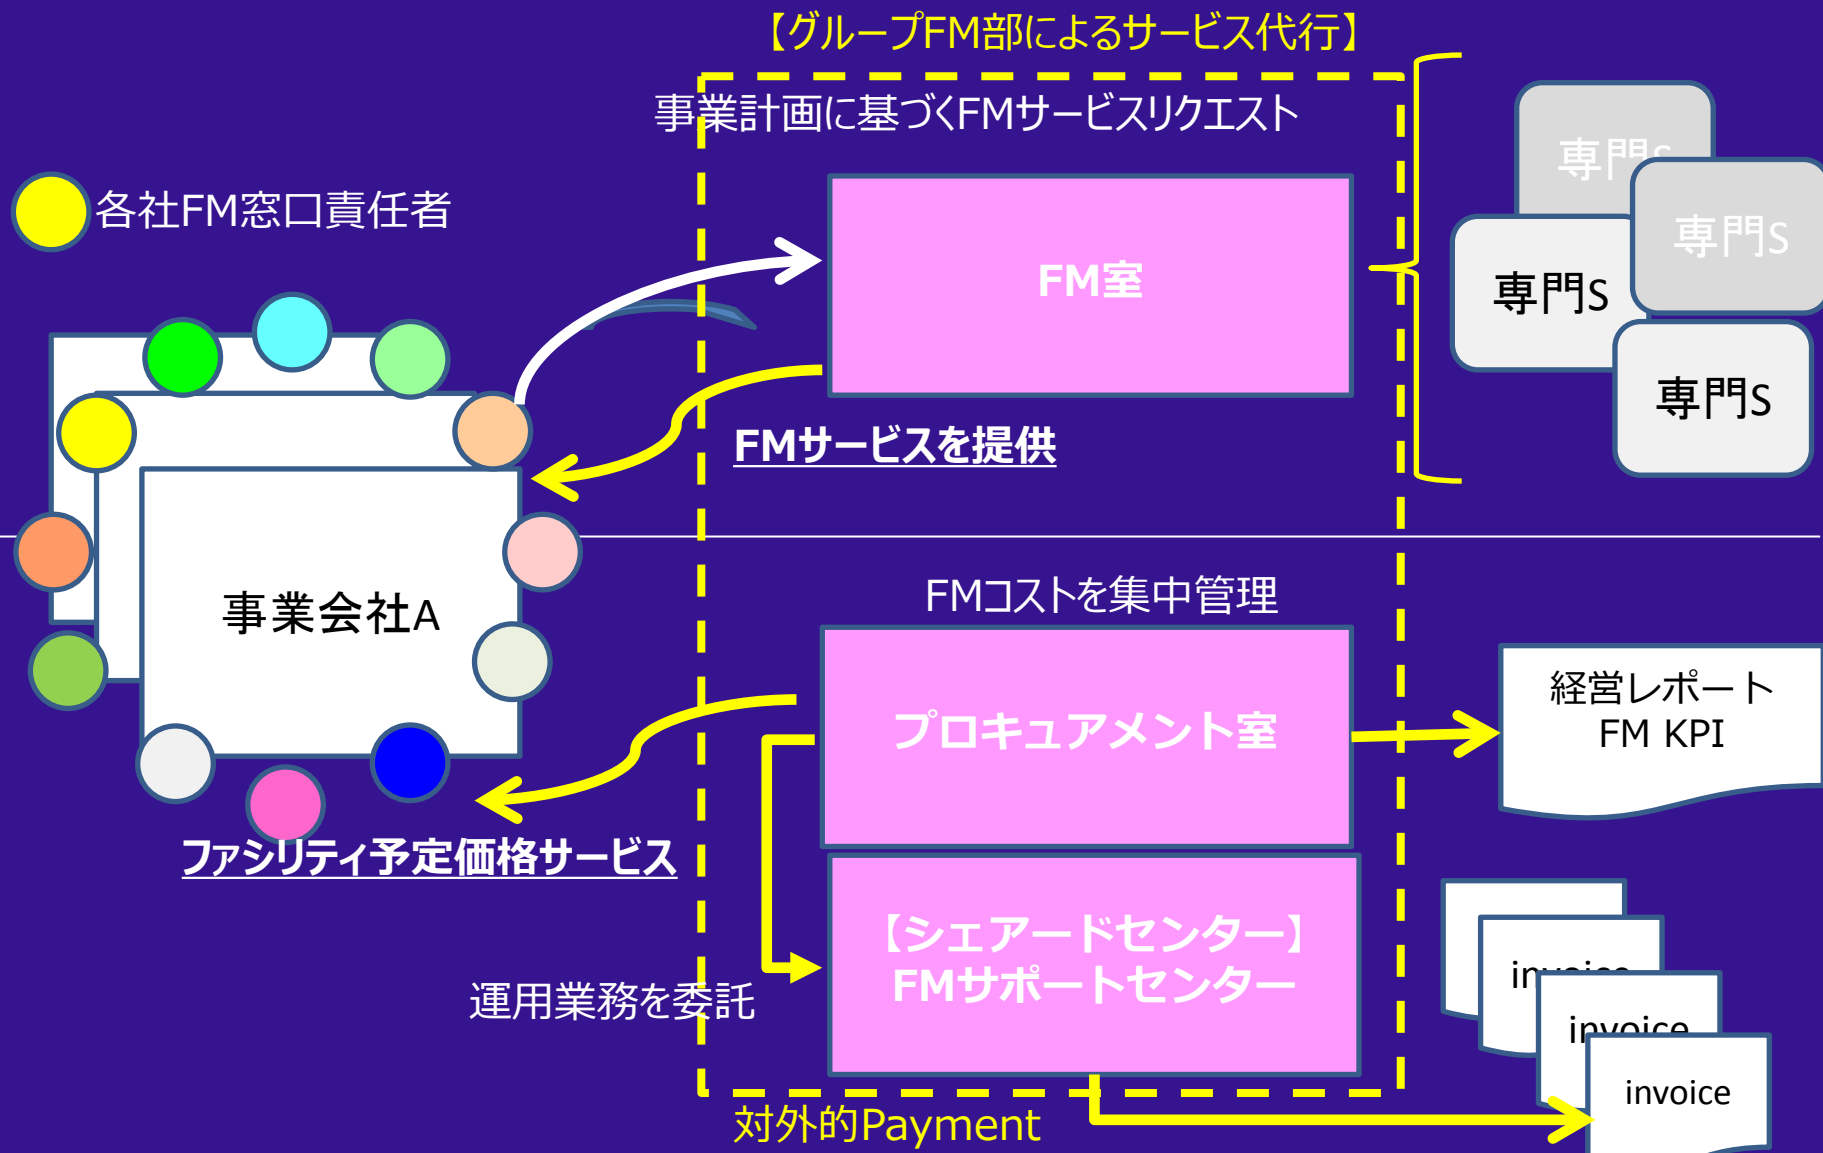 【グループFM部によるサービス代行】
事業計画に基づくFMサービスリクエスト
各社FM窓口責任者
専門S
専門S
専門S
専門S
FM室
FMサービスを提供
事業会社A
FMコストを集中管理
プロキュアメント室
経営レポート
FM KPI
ファシリティ予定価格サービス
【シェアードセンター】
FMサポートセンター
運用業務を委託
invoice
invoice
invoice
対外的Payment